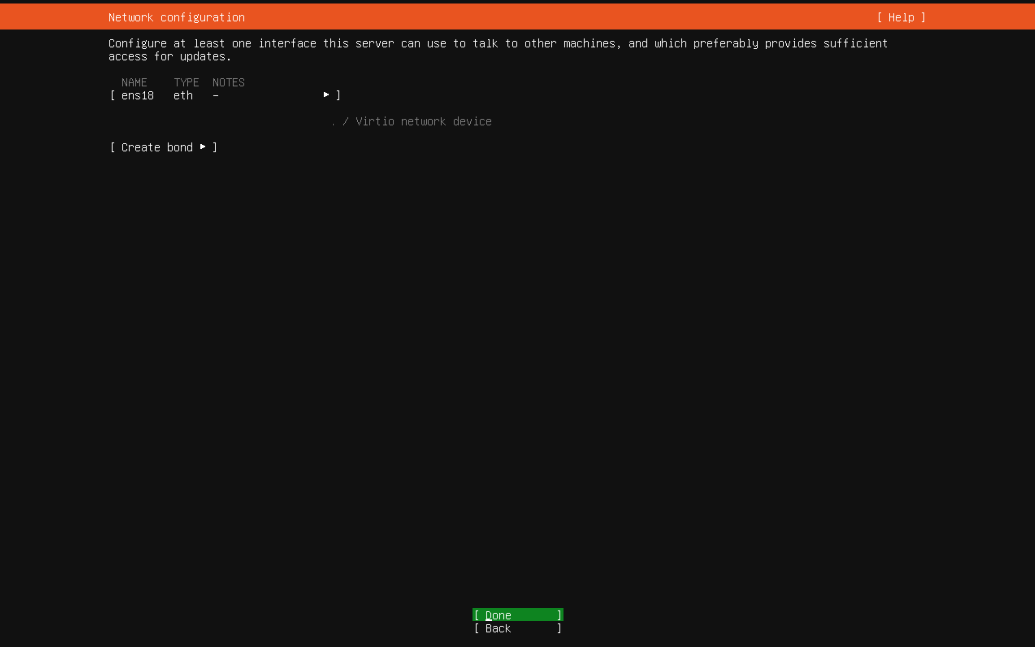 Network configuration [ Help ]
Configure at least one interface this server can use to talk to other machines, and which preferably provides sufficient
access for updates.
NAME TYPE NOTES
[ ens18 eth - ▸ ]
. / Virtio network device
[ Create bond ▸ ]
[ Done ]
[ Back ]